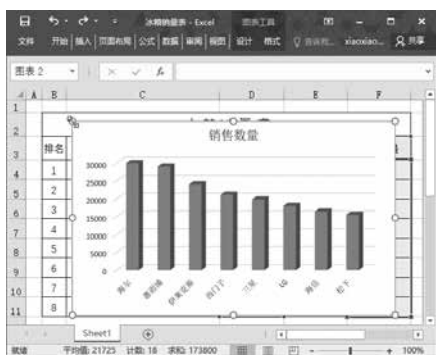 冰箱销量表 - Excel 图表工具
文件 开始 插入 页面布局 公式 数据 审阅 视图 设计 格式 告诉我... xiaoxiao... 共享
图表 2 fx
A B C D E F
1
2
3 排名
4 1
5 2
6 3
7 4
8 5
9 6
10 7
11 8
销售数量
30000
25000
20000
15000
10000
5000
0
海尔 西门子 三星 LG 海信 松下
Sheet1
就绪 平均值: 21725 计数: 18 求和: 173800 100%